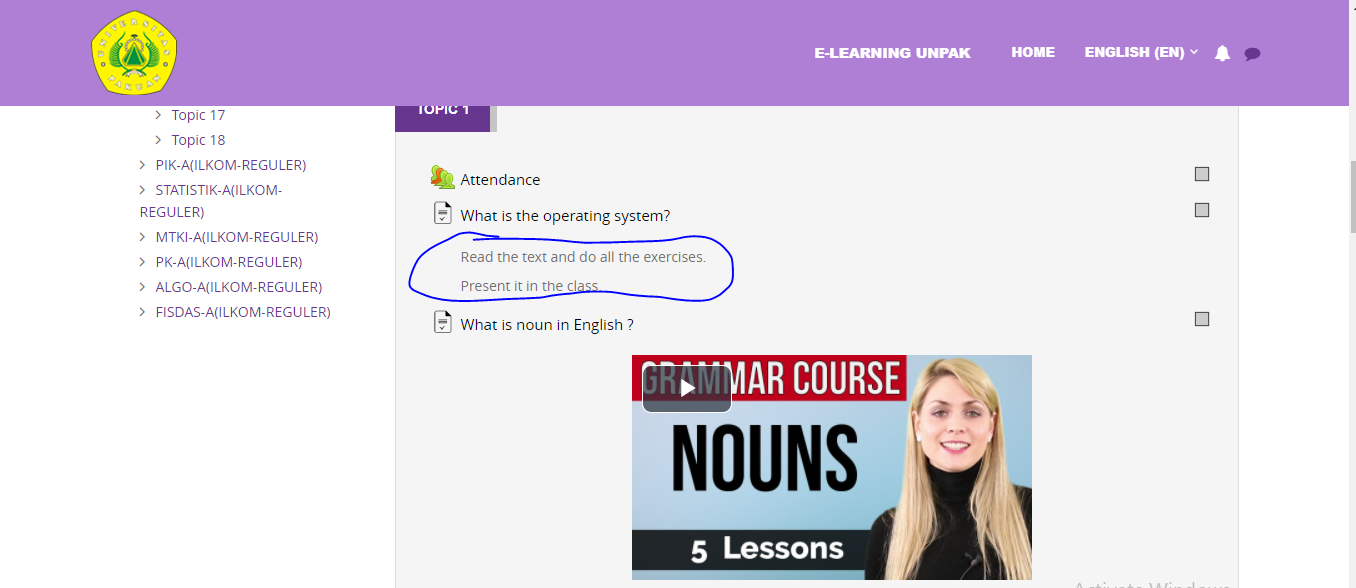 UNIVERSITAS
PAKUAN
E-LEARNING UNPAK
HOME
ENGLISH (EN)
Topic 17
Topic 18
PIK-A(ILKOM-REGULER)
STATISTIK-A(ILKOM-
REGULER)
MTKI-A(ILKOM-REGULER)
PK-A(ILKOM-REGULER)
ALGO-A(ILKOM-REGULER)
FISDAS-A(ILKOM-REGULER)
TOPIC 1
Attendance
What is the operating system?
Read the text and do all the exercises.
Present it in the class.
What is noun in English ?
GRAMMAR COURSE
NOUNS
5 Lessons
Activate Windows